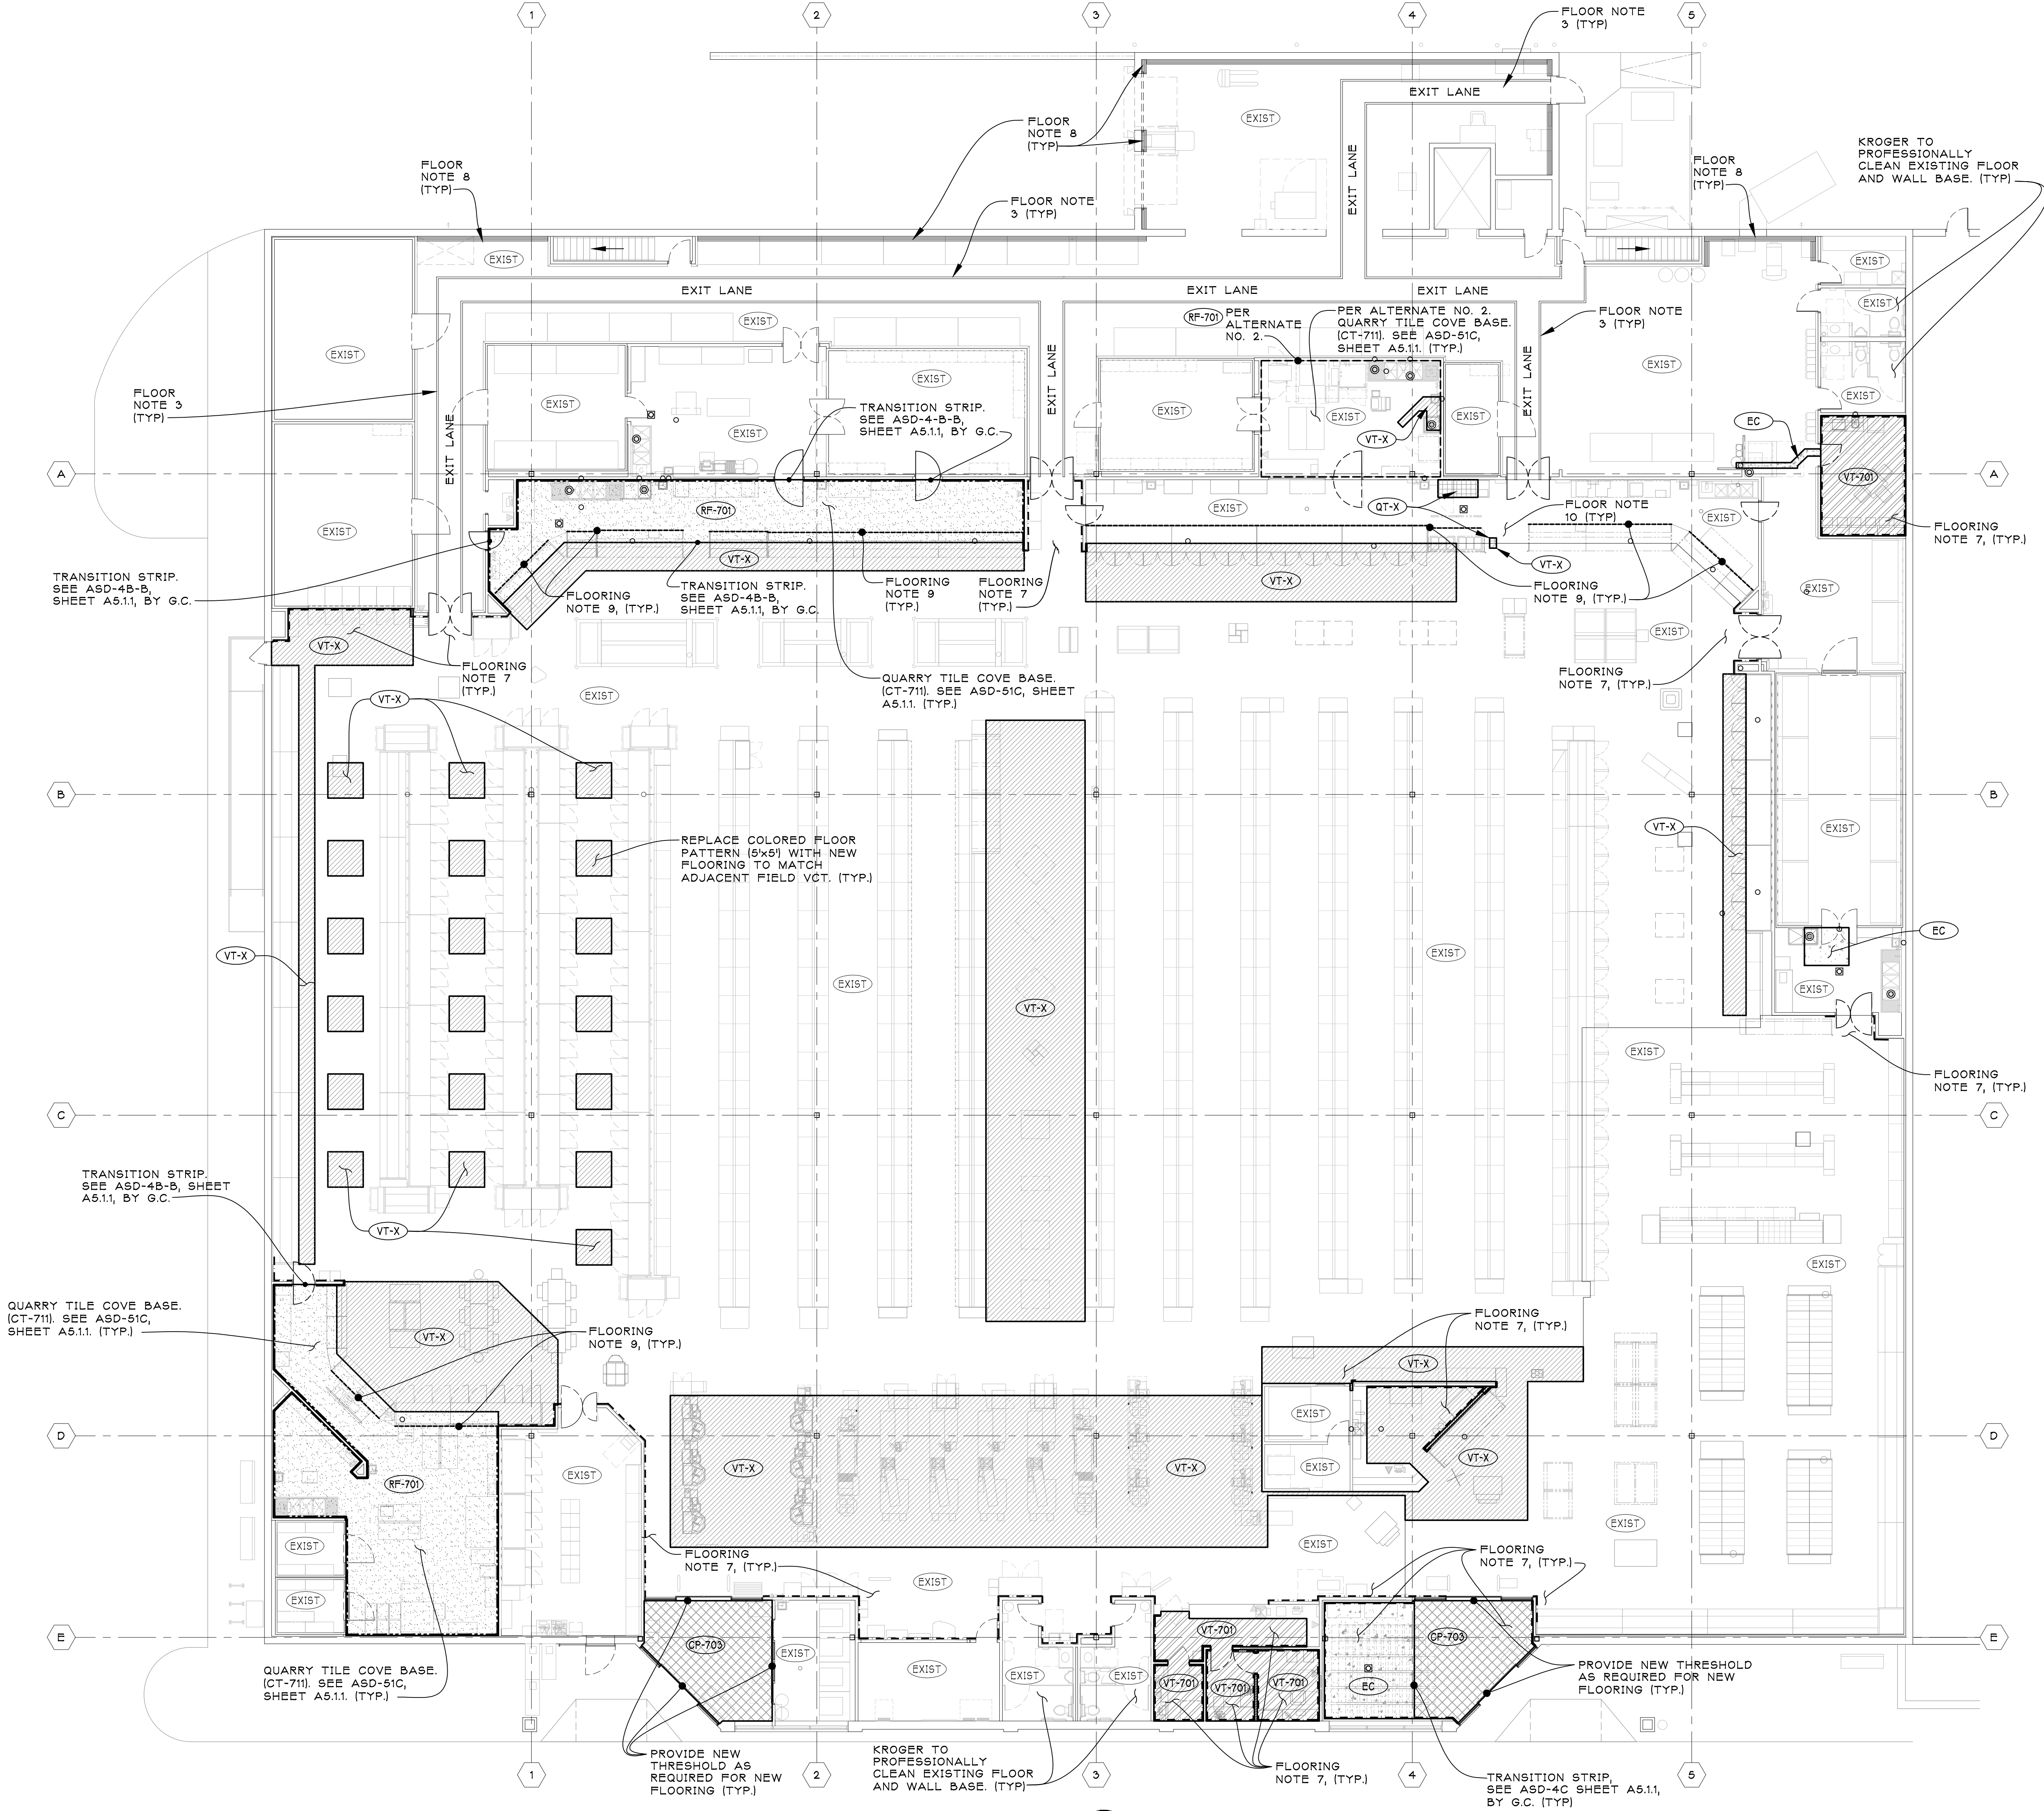 1
2
3
4
5
FLOOR NOTE
3 (TYP)
EXIT LANE
EXIST
FLOOR
NOTE 8
(TYP)
EXIT LANE
KROGER TO
PROFESSIONALLY
CLEAN EXISTING FLOOR
AND WALL BASE. (TYP)
FLOOR
NOTE 8
(TYP)
FLOOR
NOTE 8
(TYP)
FLOOR NOTE
3 (TYP)
EXIST
EXIST
EXIT LANE
EXIT LANE
EXIT LANE
EXIST
EXIST
RF-701
PER
ALTERNATE
NO. 2.
PER ALTERNATE NO. 2.
QUARRY TILE COVE BASE.
(CT-711). SEE ASD-51C,
SHEET A5.1.1. (TYP.)
FLOOR NOTE
3 (TYP)
EXIST
EXIST
EXIST
EXIST
EXIT LANE
EXIT LANE
EXIST
FLOOR
NOTE 3
(TYP)
EXIST
EXIST
EXIST
EXIST
EXIST
TRANSITION STRIP.
SEE ASD-4-B-B,
SHEET A5.1.1, BY G.C.
EXIT LANE
VT-X
EC
A
VT-701
A
RF-701
EXIST
QT-X
FLOOR NOTE
10 (TYP)
EXIST
FLOORING
NOTE 7, (TYP.)
EXIST
VT-X
VT-X
VT-X
TRANSITION STRIP.
SEE ASD-4B-B,
SHEET A5.1.1, BY G.C.
TRANSITION STRIP.
SEE ASD-4B-B,
SHEET A5.1.1, BY G.C.
FLOORING
NOTE 9, (TYP.)
FLOORING
NOTE 9
(TYP.)
FLOORING
NOTE 7
(TYP.)
FLOORING
NOTE 9, (TYP.)
EXIST
EXIST
VT-X
FLOORING
NOTE 7
(TYP.)
FLOORING
NOTE 7, (TYP.)
QUARRY TILE COVE BASE.
(CT-711). SEE ASD-51C, SHEET
A5.1.1. (TYP.)
EXIST
VT-X
B
B
REPLACE COLORED FLOOR
PATTERN (5'x5') WITH NEW
FLOORING TO MATCH
ADJACENT FIELD VCT. (TYP.)
VT-X
EXIST
VT-X
EXIST
VT-X
EXIST
EC
EXIST
EXIST
FLOORING
NOTE 7, (TYP.)
C
C
TRANSITION STRIP.
SEE ASD-4B-B, SHEET
A5.1.1, BY G.C.
VT-X
EXIST
QUARRY TILE COVE BASE.
(CT-711). SEE ASD-51C,
SHEET A5.1.1. (TYP.)
VT-X
FLOORING
NOTE 9, (TYP.)
FLOORING
NOTE 7, (TYP.)
VT-X
EXIST
D
D
RF-701
EXIST
VT-X
VT-X
EXIST
VT-X
EXIST
EXIST
EXIST
EXIST
FLOORING
NOTE 7, (TYP.)
EXIST
FLOORING
NOTE 7, (TYP.)
EXIST
E
CP-703
EXIST
EXIST
EXIST
EXIST
VT-701
VT-701
VT-701
VT-701
EC
CP-703
E
QUARRY TILE COVE BASE.
(CT-711). SEE ASD-51C,
SHEET A5.1.1. (TYP.)
PROVIDE NEW THRESHOLD
AS REQUIRED FOR NEW
FLOORING (TYP.)
PROVIDE NEW
THRESHOLD AS
REQUIRED FOR NEW
FLOORING (TYP.)
KROGER TO
PROFESSIONALLY
CLEAN EXISTING FLOOR
AND WALL BASE. (TYP)
FLOORING
NOTE 7, (TYP.)
TRANSITION STRIP,
SEE ASD-4C SHEET A5.1.1,
BY G.C. (TYP)
1
2
3
4
5